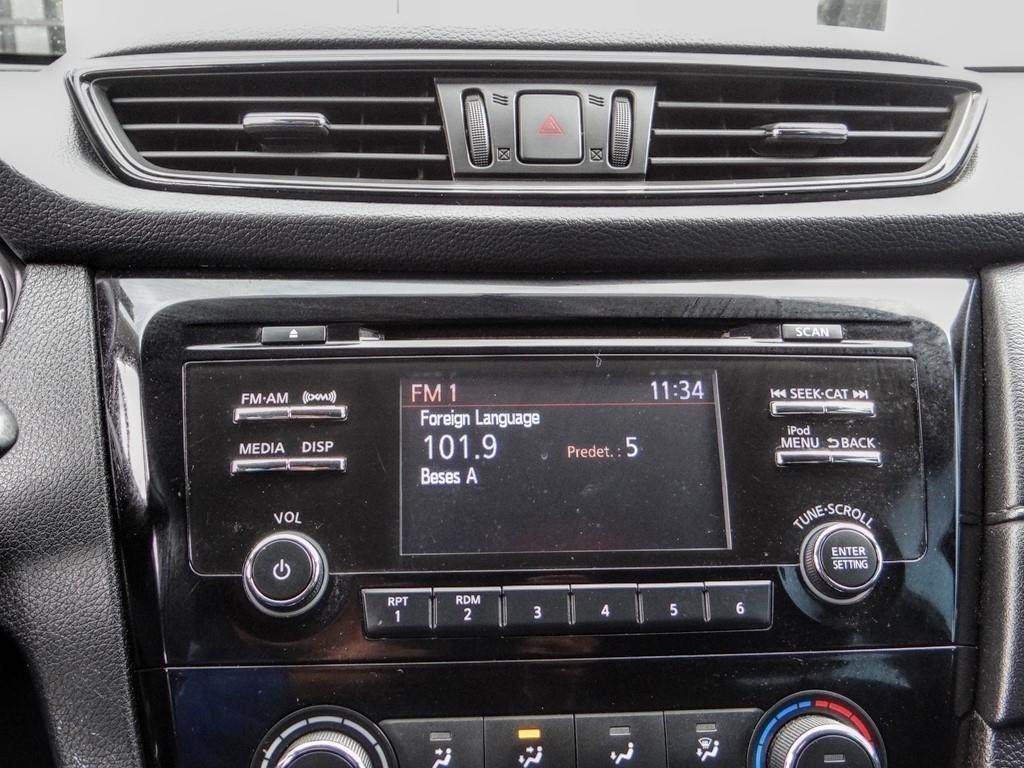 SCAN
FM·AM (XM)
MEDIA DISP
VOL
FM 1 11:34
Foreign Language
101.9 Predet. : 5
Beses A
SEEK·CAT
iPod
MENU BACK
TUNE·SCROLL
ENTER
SETTING
RPT 1
RDM 2
3
4
5
6